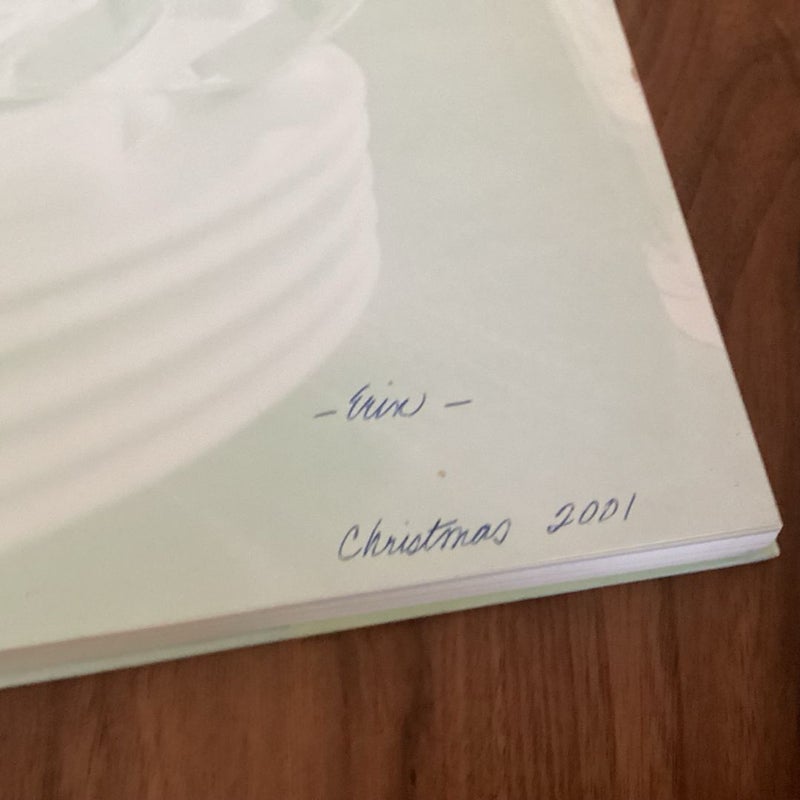 - Erin -
Christmas 2001